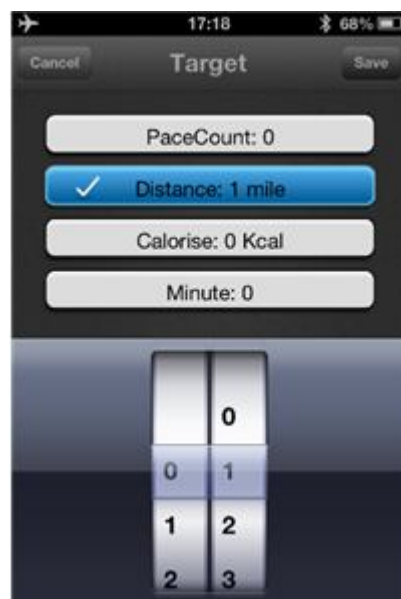 17:18 68%
Cancel Target Save
PaceCount: 0
Distance: 1 mile
Calorise: 0 Kcal
Minute: 0
0
0 1
1 2
2 3